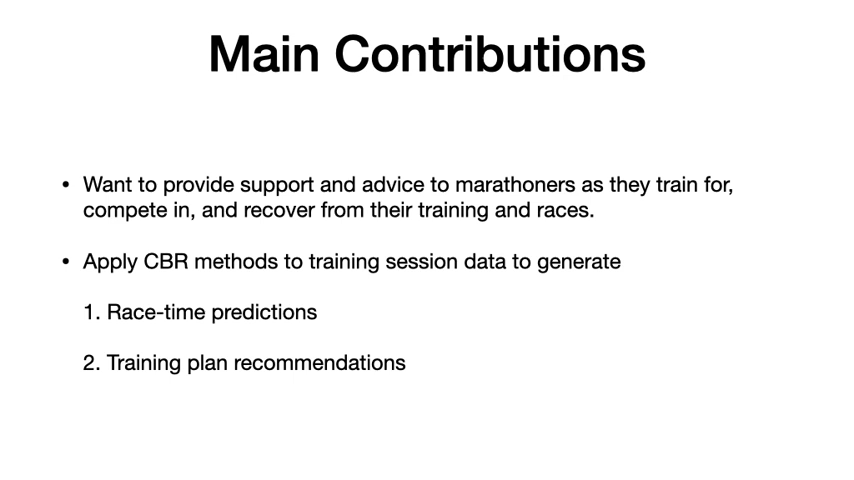 Main Contributions
• Want to provide support and advice to marathoners as they train for,
compete in, and recover from their training and races.
• Apply CBR methods to training session data to generate
1. Race-time predictions
2. Training plan recommendations